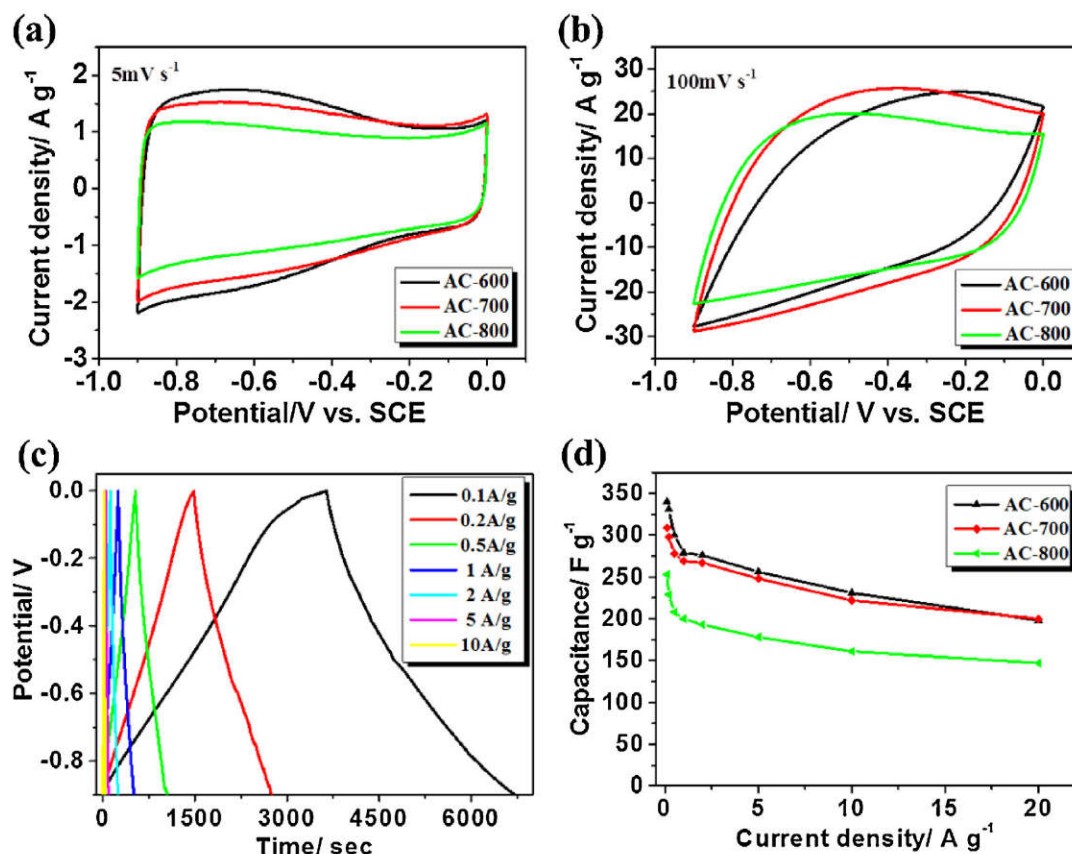 (a)
5mV s⁻¹
3
2
1
0
-1
-2
-3
Current density/ A g⁻¹
AC-600
AC-700
AC-800
-1.0 -0.8 -0.6 -0.4 -0.2 0.0
Potential/V vs. SCE
(b)
100mV s⁻¹
30
20
10
0
-10
-20
-30
Current density/ A g⁻¹
AC-600
AC-700
AC-800
-1.0 -0.8 -0.6 -0.4 -0.2 0.0
Potential/ V vs. SCE
(c)
0.0
-0.2
-0.4
-0.6
-0.8
Potential/ V
0.1A/g
0.2A/g
0.5A/g
1 A/g
2 A/g
5 A/g
10A/g
0 1500 3000 4500 6000
Time/ sec
(d)
350
300
250
200
150
100
50
0
Capacitance/ F g⁻¹
AC-600
AC-700
AC-800
0 5 10 15 20
Current density/ A g⁻¹